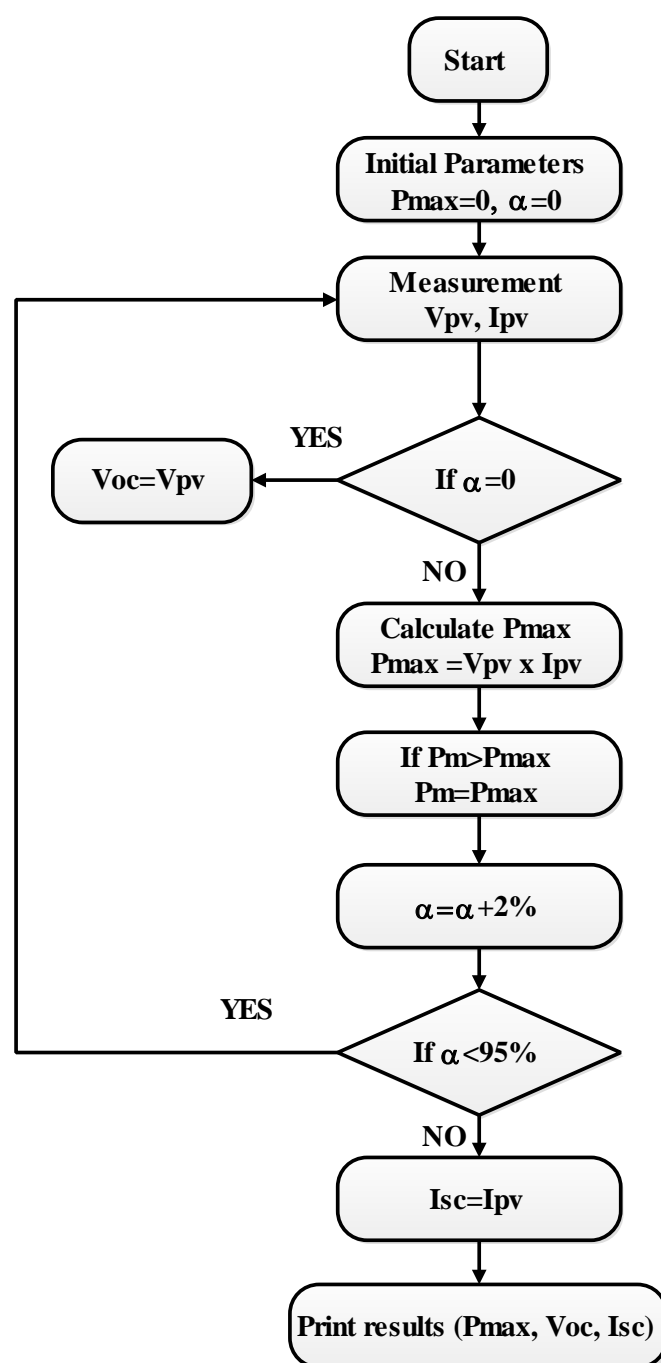 Start
Initial Parameters
Pmax=0, α=0
Measurement
Vpv, Ipv
YES
Voc=Vpv
If α=0
NO
Calculate Pmax
Pmax =Vpv x Ipv
If Pm>Pmax
Pm=Pmax
α=α+2%
YES
If α<95%
NO
Isc=Ipv
Print results (Pmax, Voc, Isc)